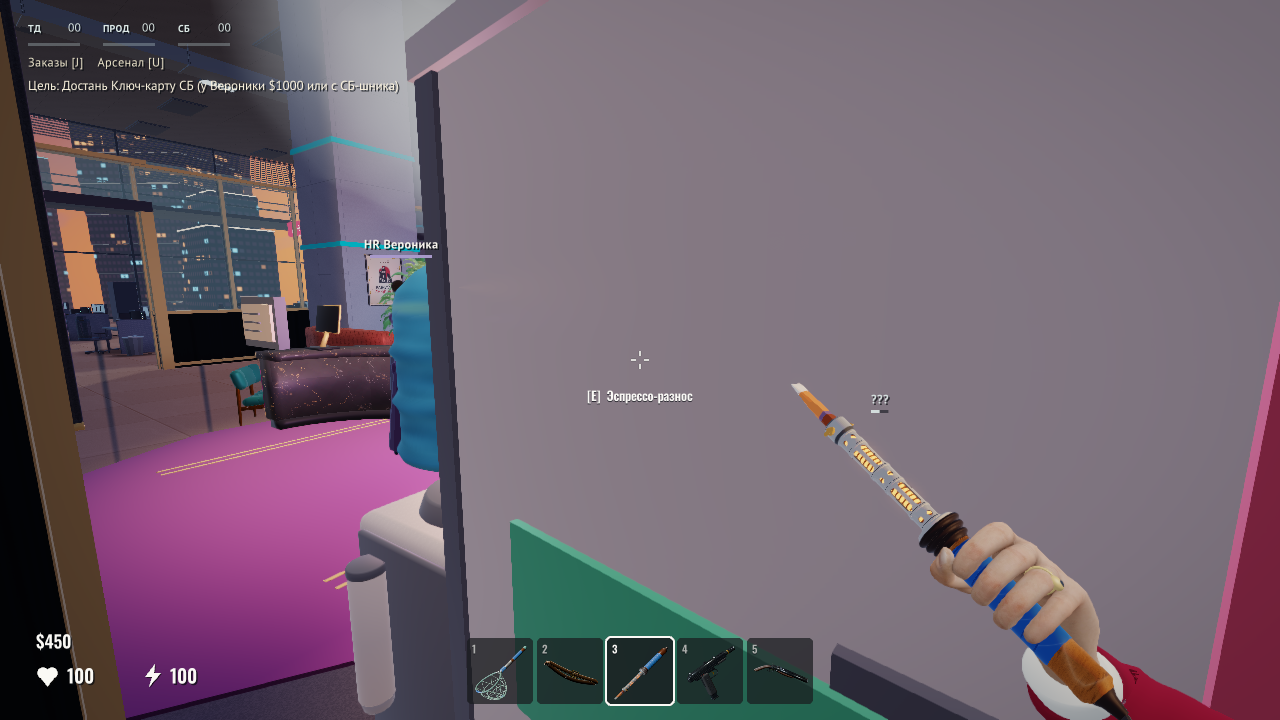 ТД 00 ПРОД 00 СБ 00
Заказы [J] Арсенал [U]
Цель: Достань Ключ-карту СБ (у Вероники $1000 или с СБ-шника)
HR Вероника
[E] Эспрессо-разнос
???
$450
100 100
1 2 3 4 5